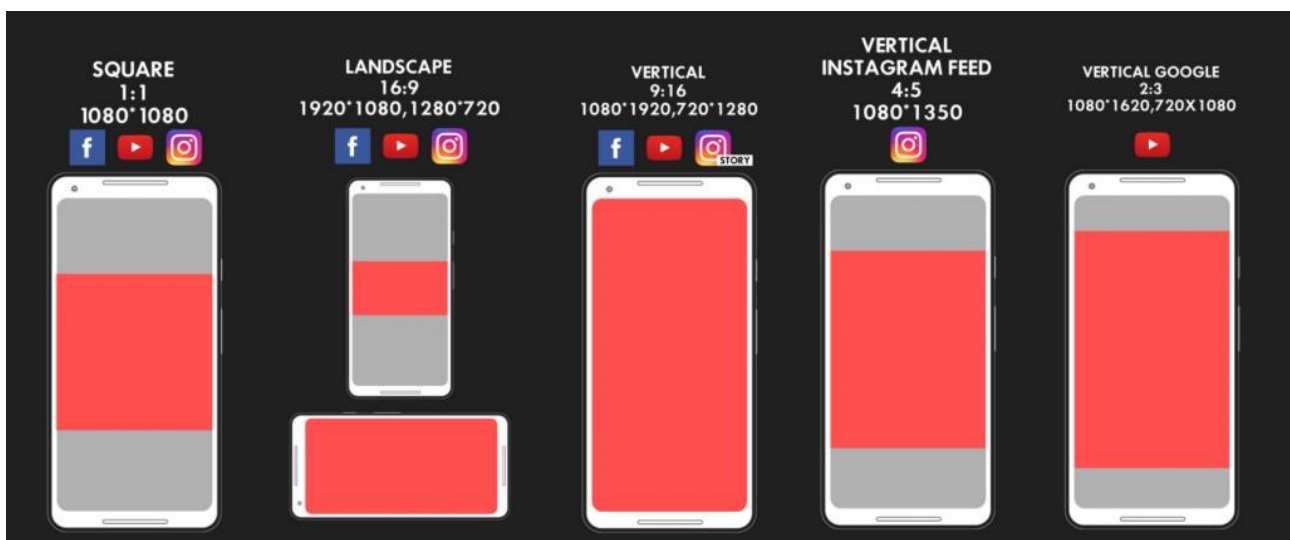 SQUARE
1:1
1080*1080
f
LANDSCAPE
16:9
1920*1080,1280*720
f
VERTICAL
9:16
1080*1920,720*1280
f
STORY
VERTICAL
INSTAGRAM FEED
4:5
1080*1350
VERTICAL GOOGLE
2:3
1080*1620,720X1080